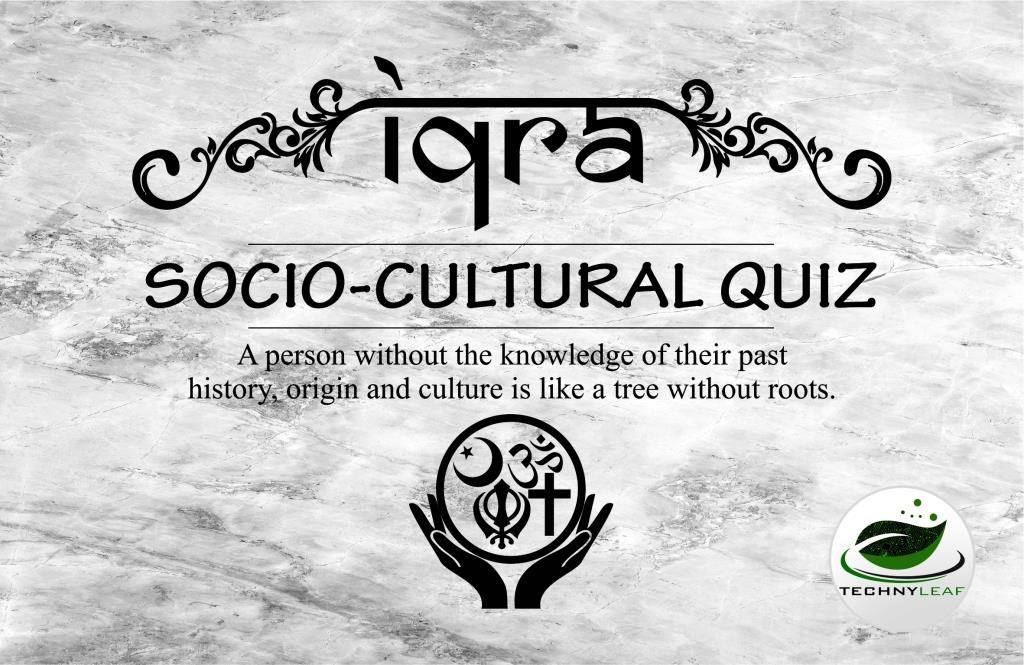 iqra
SOCIO-CULTURAL QUIZ
A person without the knowledge of their past
history, origin and culture is like a tree without roots.
ॐ
TECHNYLEAF